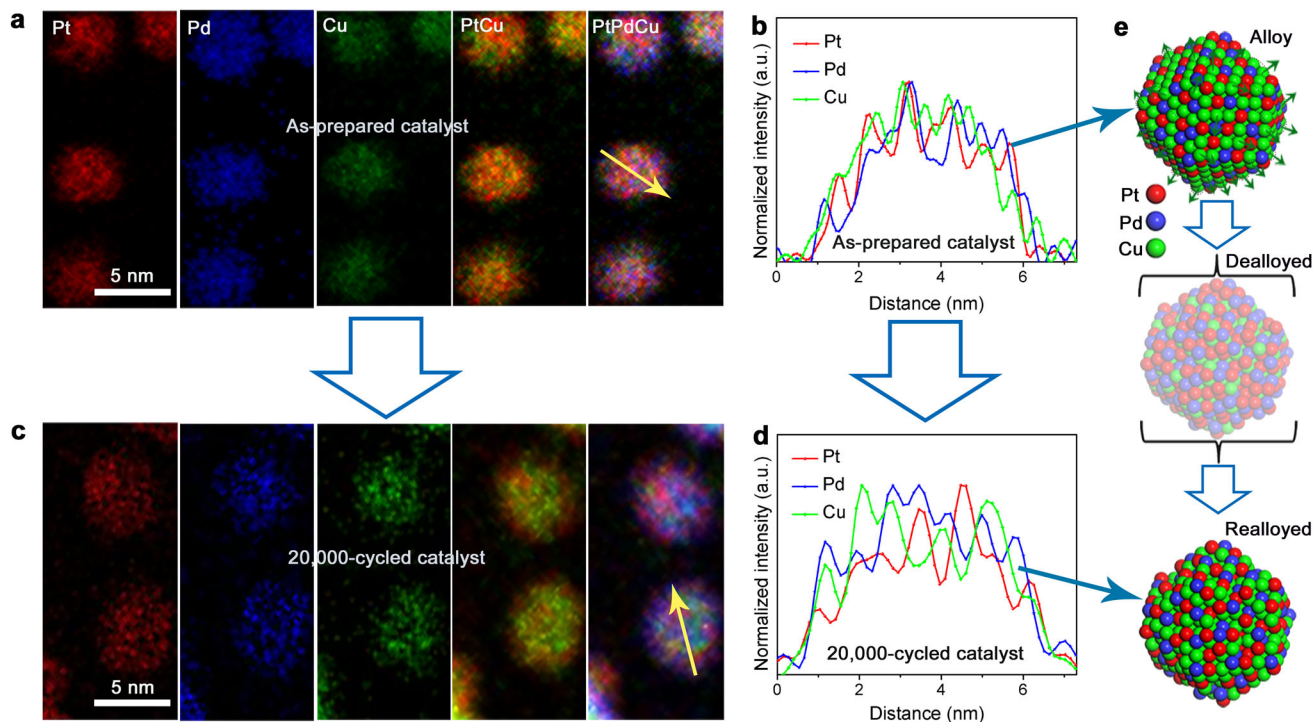 a
Pt
Pd
Cu
PtCu
PtPdCu
As-prepared catalyst
5 nm
b
Pt
Pd
Cu
Normalized intensity (a.u.)
As-prepared catalyst
0 2 4 6
Distance (nm)
c
20,000-cycled catalyst
5 nm
d
Pt
Pd
Cu
Normalized intensity (a.u.)
20,000-cycled catalyst
0 2 4 6
Distance (nm)
e
Alloy
Pt
Pd
Cu
Dealloyed
Realloyed